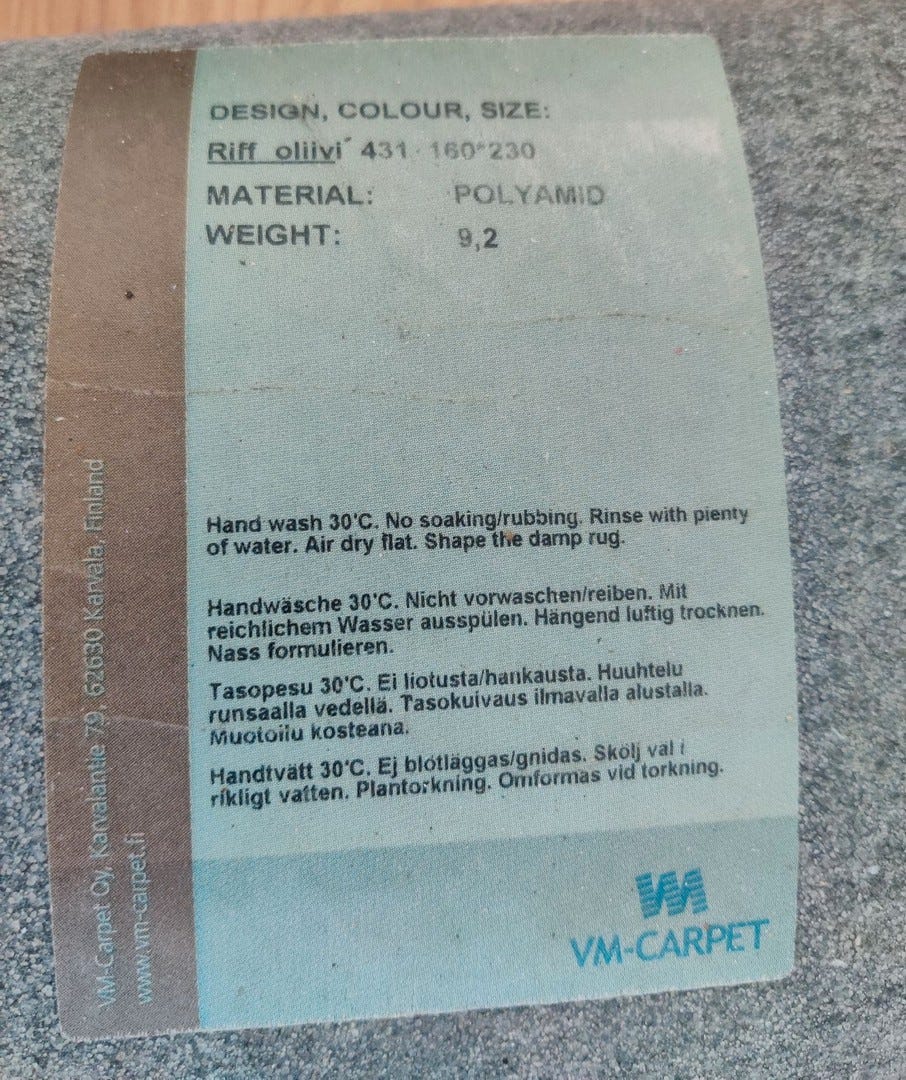 DESIGN, COLOUR, SIZE:
Riff oliivi´ 431 160*230
MATERIAL: POLYAMID
WEIGHT: 9,2
Hand wash 30'C. No soaking/rubbing. Rinse with plenty
of water. Air dry flat. Shape the damp rug.
Handwäsche 30'C. Nicht vorwaschen/reiben. Mit
reichlichem Wasser ausspülen. Hängend luftig trocknen.
Nass formulieren.
Tasopesu 30'C. Ei liotusta/hankausta. Huuhtelu
runsaalla vedellä. Tasokuivaus ilmavalla alustalla.
Muotoilu kosteana.
Handtvätt 30'C. Ej blötläggas/gnidas. Skölj val i
rikligt vatten. Plantorkning. Omformas vid torkning.
VM-CARPET
VM-Carpet Oy, Karvalantie 79, 62630 Karvala, Finland
www.vm-carpet.fi